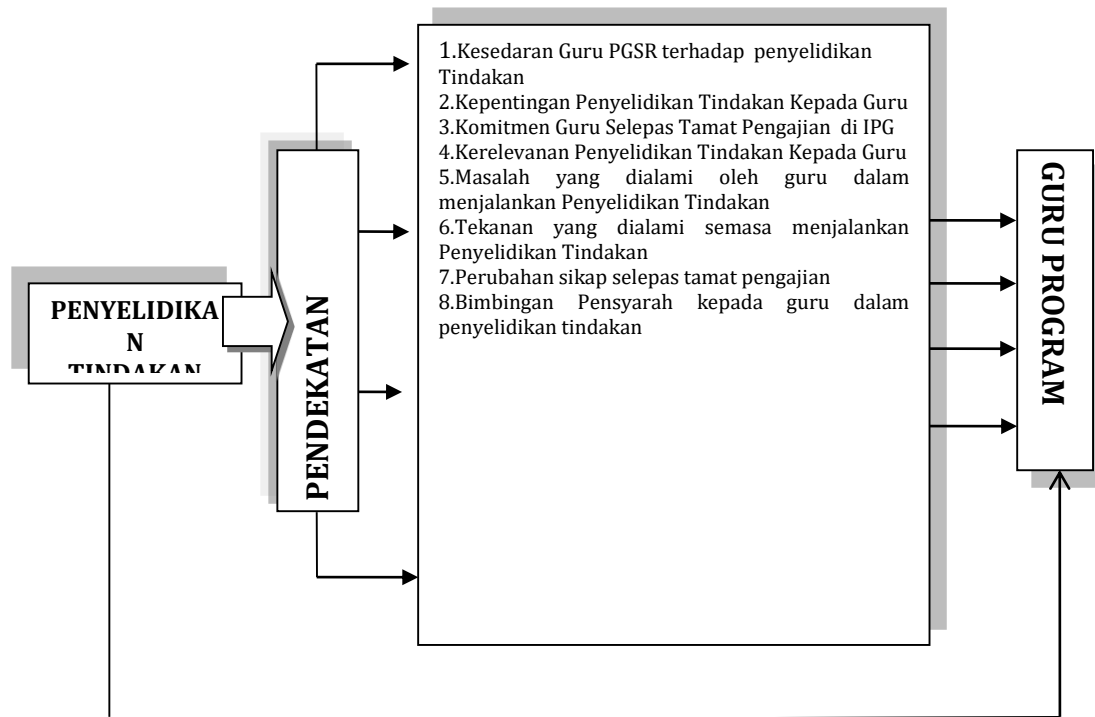 1.Kesedaran Guru PGSR terhadap penyelidikan
Tindakan
2.Kepentingan Penyelidikan Tindakan Kepada Guru
3.Komitmen Guru Selepas Tamat Pengajian di IPG
4.Kerelevanan Penyelidikan Tindakan Kepada Guru
5.Masalah yang dialami oleh guru dalam
menjalankan Penyelidikan Tindakan
6.Tekanan yang dialami semasa menjalankan
Penyelidikan Tindakan
7.Perubahan sikap selepas tamat pengajian
8.Bimbingan Pensyarah kepada guru dalam
penyelidikan tindakan
PENYELIDIKA
N
TINDAKAN
PENDEKATAN
GURU PROGRAM